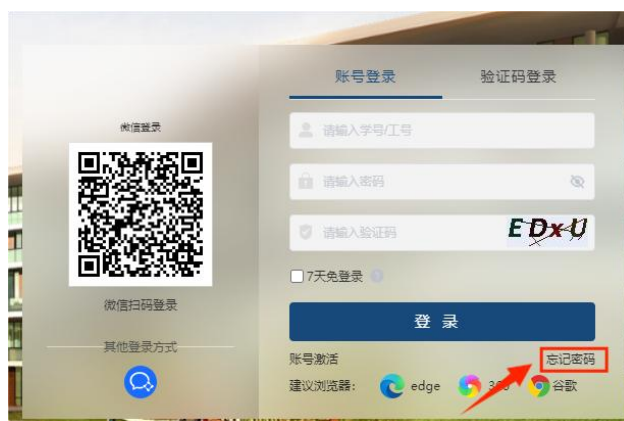 账号登录
验证码登录
微信登录
请输入学号/工号
请输入密码
请输入验证码
EDxU
7天免登录
微信扫码登录
登 录
其他登录方式
账号激活
忘记密码
建议浏览器：
edge
谷歌